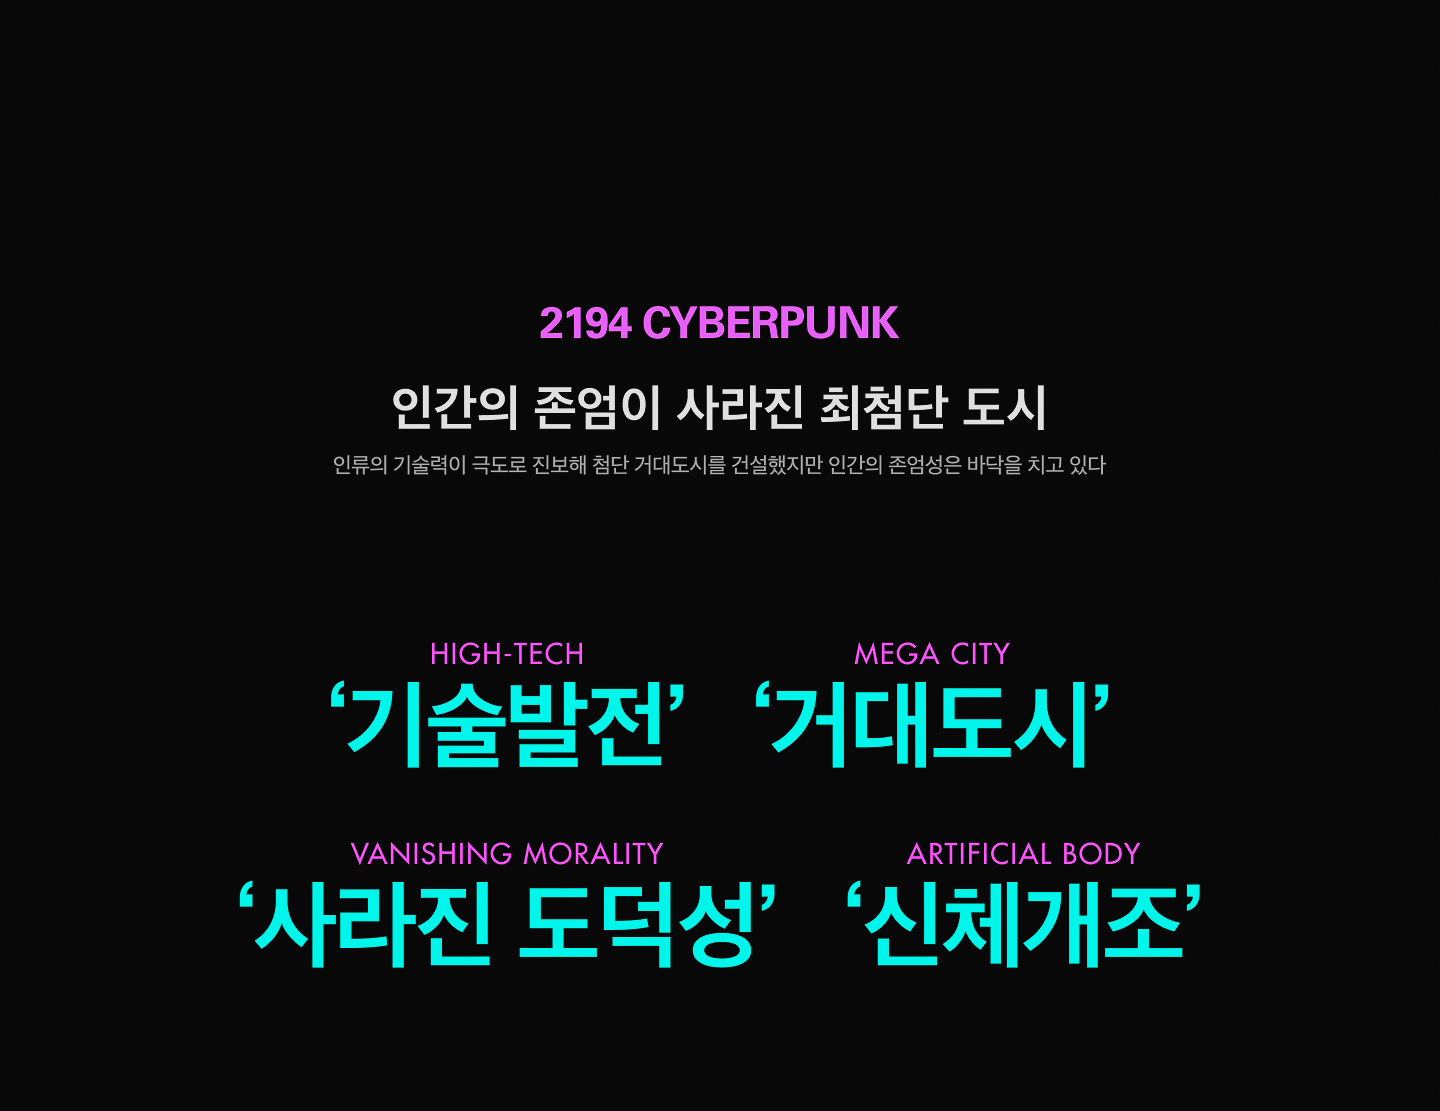 2194 CYBERPUNK
인간의 존엄이 사라진 최첨단 도시
인류의 기술력이 극도로 진보해 첨단 거대도시를 건설했지만 인간의 존엄성은 바닥을 치고 있다
HIGH-TECH
‘기술발전’
MEGA CITY
‘거대도시’
VANISHING MORALITY
‘사라진 도덕성’
ARTIFICIAL BODY
‘신체개조’